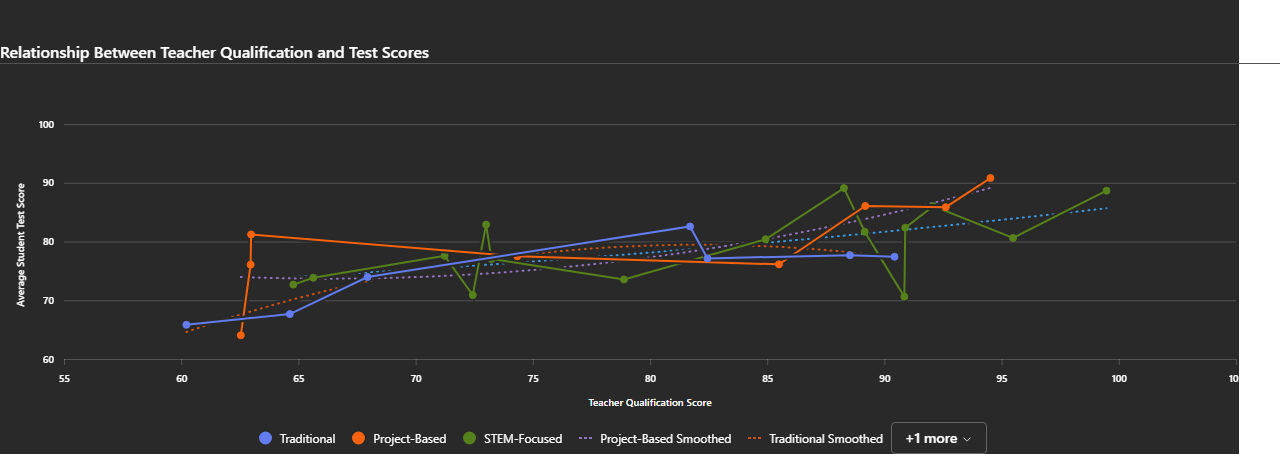 Relationship Between Teacher Qualification and Test Scores
100
90
80
70
60
Average Student Test Score
55 60 65 70 75 80 85 90 95 100 10
Teacher Qualification Score
Traditional Project-Based STEM-Focused Project-Based Smoothed Traditional Smoothed +1 more